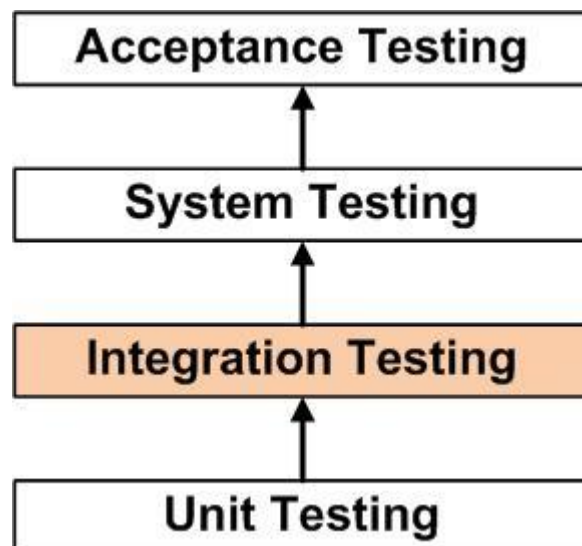 Acceptance Testing
System Testing
Integration Testing
Unit Testing